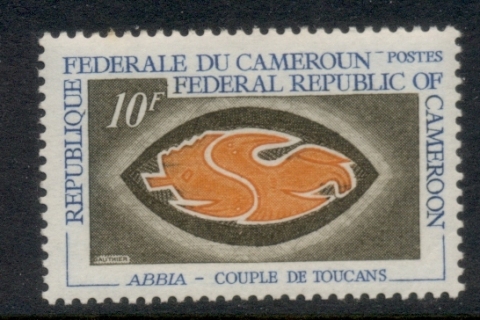 REPUBLIQUE FEDERALE DU CAMEROUN - POSTES
FEDERAL REPUBLIC OF CAMEROON
10F
GAUTHIER
ABBIA - COUPLE DE TOUCANS